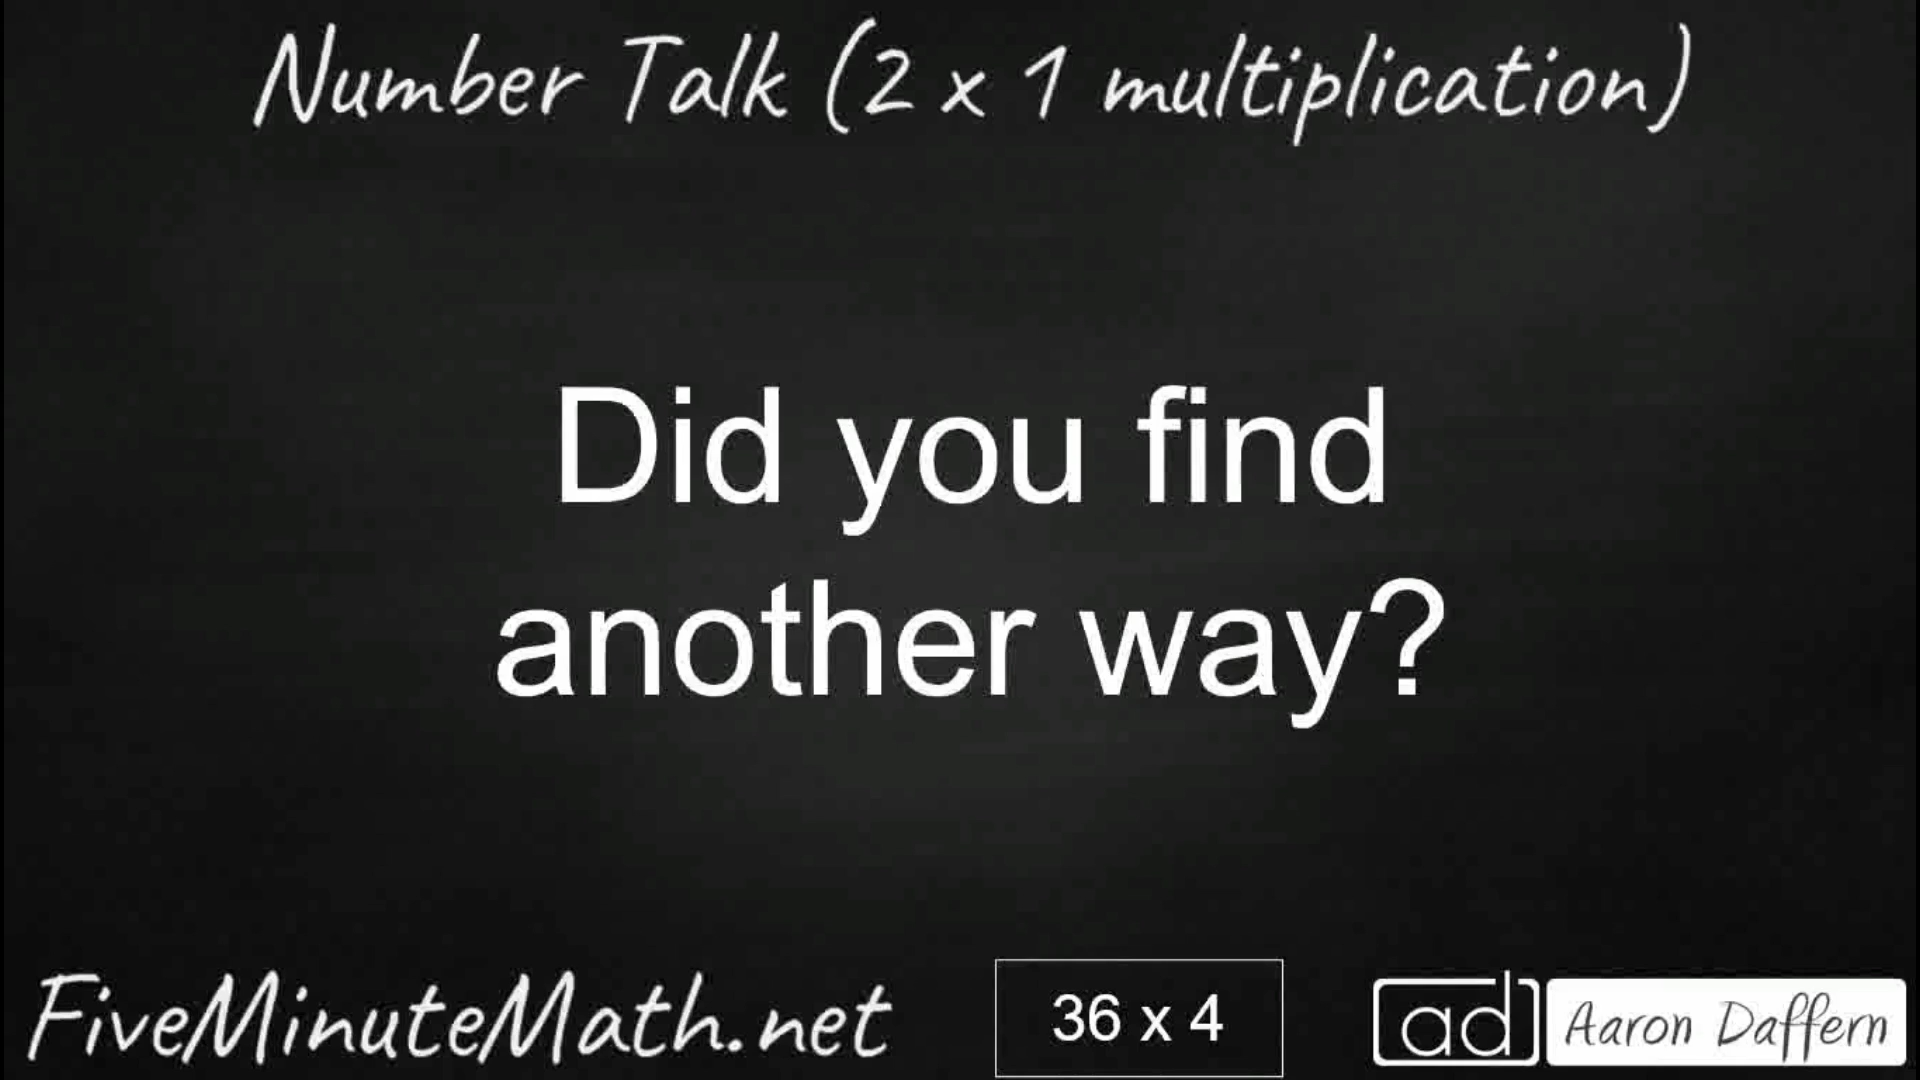 Number Talk (2 x 1 multiplication)
Did you find
another way?
FiveMinuteMath.net
36 x 4
ad Aaron Daffern